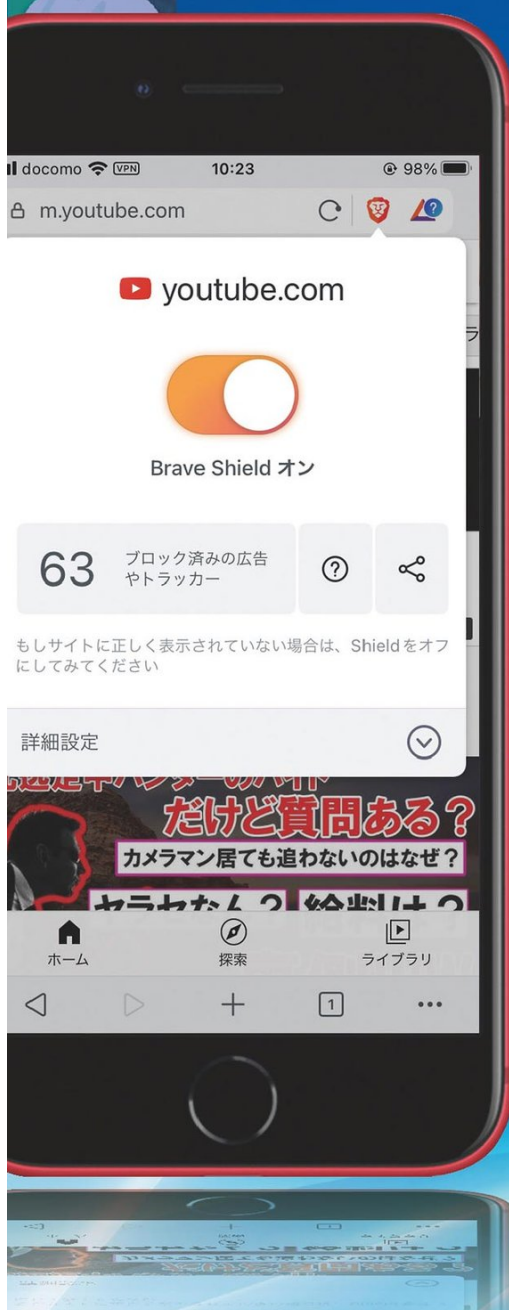 docomo VPN 10:23 98%
m.youtube.com
youtube.com
Brave Shield オン
63 ブロック済みの広告
やトラッカー
もしサイトに正しく表示されていない場合は、Shieldをオフ
にしてみてください
詳細設定
だけど質問ある?
カメラマン居ても追わないのはなぜ?
ホーム 探索 ライブラリ
1